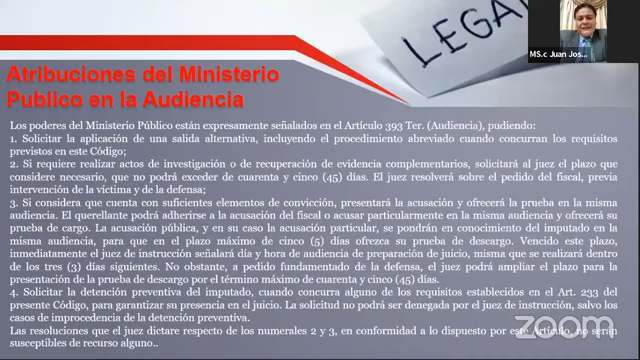 LEGAL
MS.c Juan Jos...
Atribuciones del Ministerio
Publico en la Audiencia
Los poderes del Ministerio Público están expresamente señalados en el Artículo 393 Ter. (Audiencia), pudiendo:
1. Solicitar la aplicación de una salida alternativa, incluyendo el procedimiento abreviado cuando concurran los requisitos
previstos en este Código;
2. Si requiere realizar actos de investigación o de recuperación de evidencia complementarios, solicitará al juez el plazo que
considere necesario, que no podrá exceder de cuarenta y cinco (45) días. El juez resolverá sobre el pedido del fiscal, previa
intervención de la víctima y de la defensa;
3. Si considera que cuenta con suficientes elementos de convicción, presentará la acusación y ofrecerá la prueba en la misma
audiencia. El querellante podrá adherirse a la acusación del fiscal o acusar particularmente en la misma audiencia y ofrecerá su
prueba de cargo. La acusación pública, y en su caso la acusación particular, se pondrán en conocimiento del imputado en la
misma audiencia, para que en el plazo máximo de cinco (5) días ofrezca su prueba de descargo. Vencido este plazo,
inmediatamente el juez de instrucción señalará día y hora de audiencia de preparación de juicio, misma que se realizará dentro
de los tres (3) días siguientes. No obstante, a pedido fundamentado de la defensa, el juez podrá ampliar el plazo para la
presentación de la prueba de descargo por el término máximo de cuarenta y cinco (45) días.
4. Solicitar la detención preventiva del imputado, cuando concurra alguno de los requisitos establecidos en el Art. 233 del
presente Código, para garantizar su presencia en el juicio. La solicitud no podrá ser denegada por el juez de instrucción, salvo los
casos de improcedencia de la detención preventiva.
Las resoluciones que el juez dictare respecto de los numerales 2 y 3, en conformidad a lo dispuesto por este Artículo, no serán
susceptibles de recurso alguno..
zoom